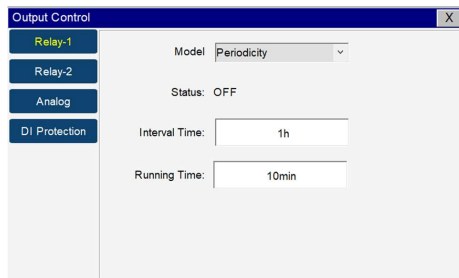 Output Control
X
Relay-1
Relay-2
Analog
DI Protection
Model
Periodicity
Status: OFF
Interval Time: 1h
Running Time: 10min